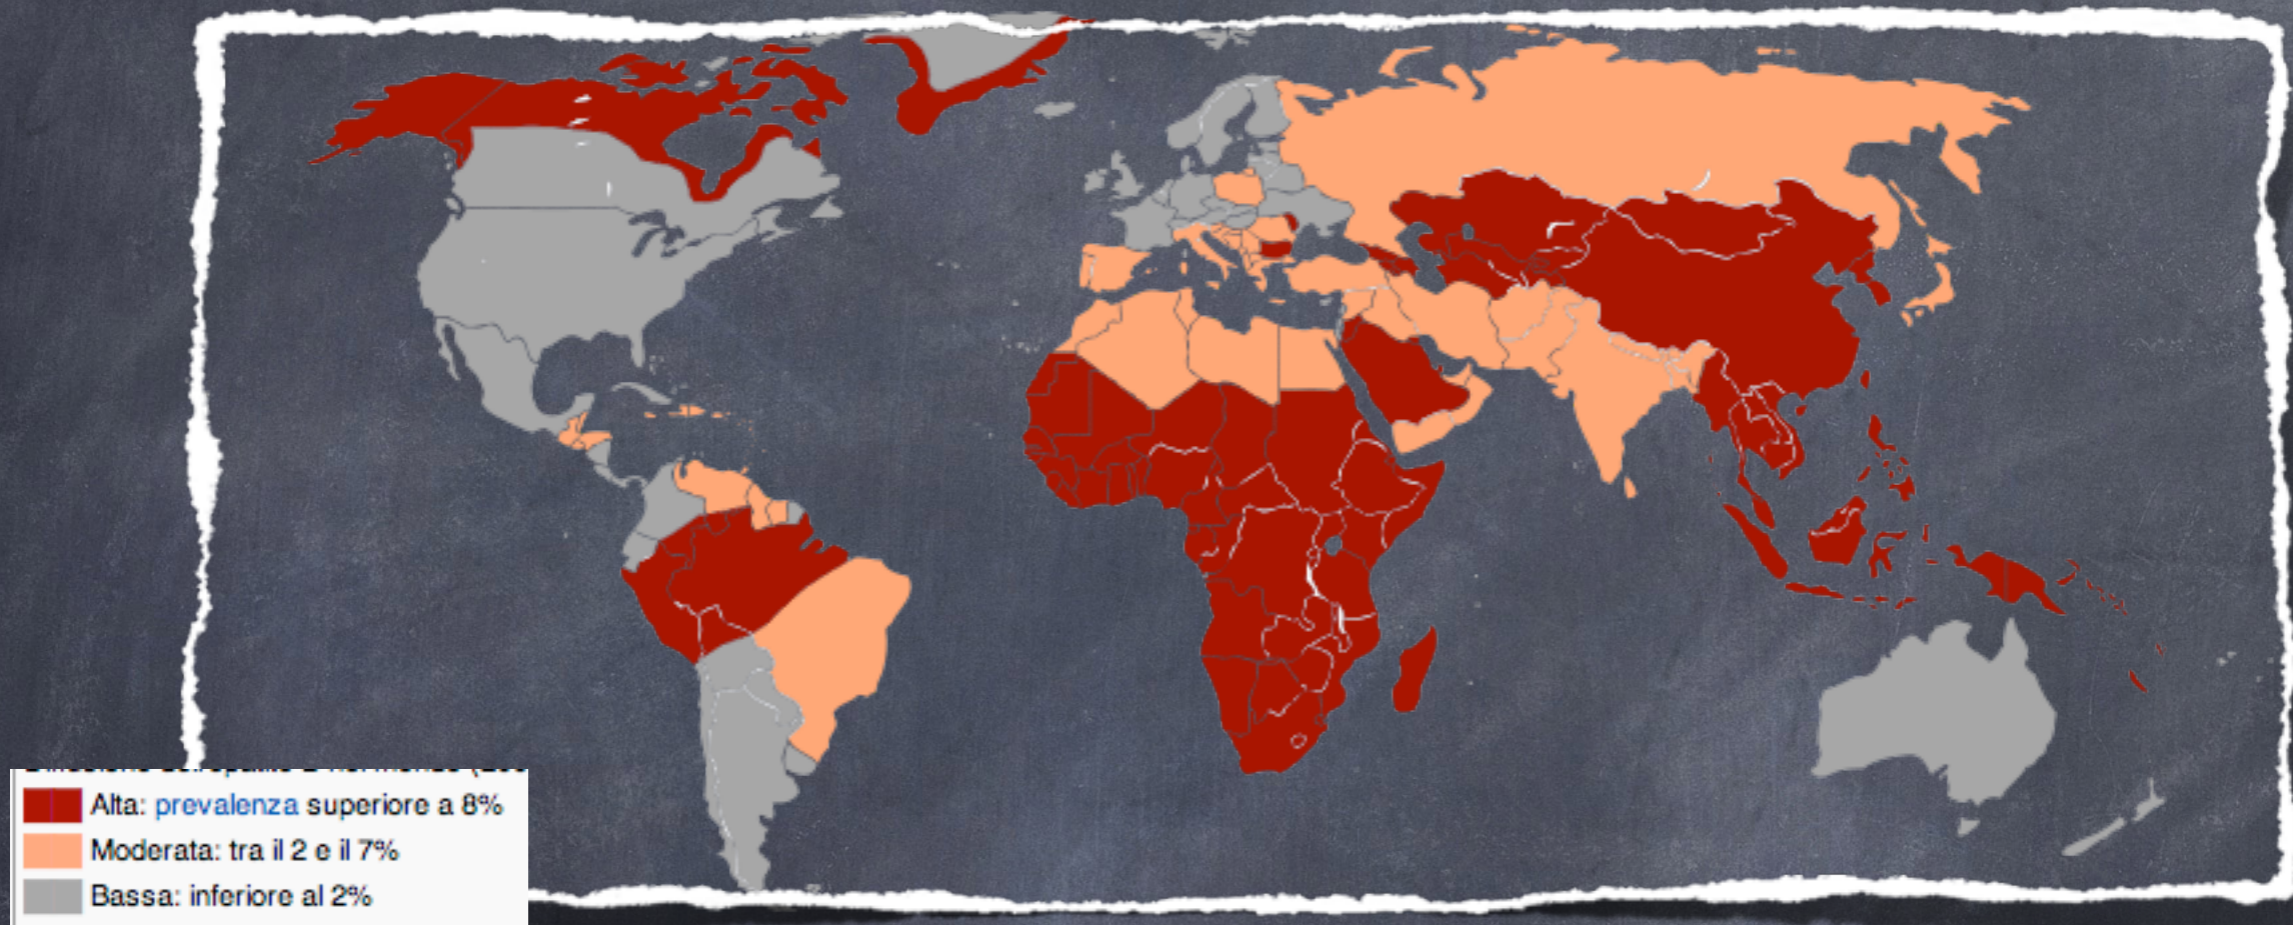 Alta: prevalenza superiore a 8%
Moderata: tra il 2 e il 7%
Bassa: inferiore al 2%